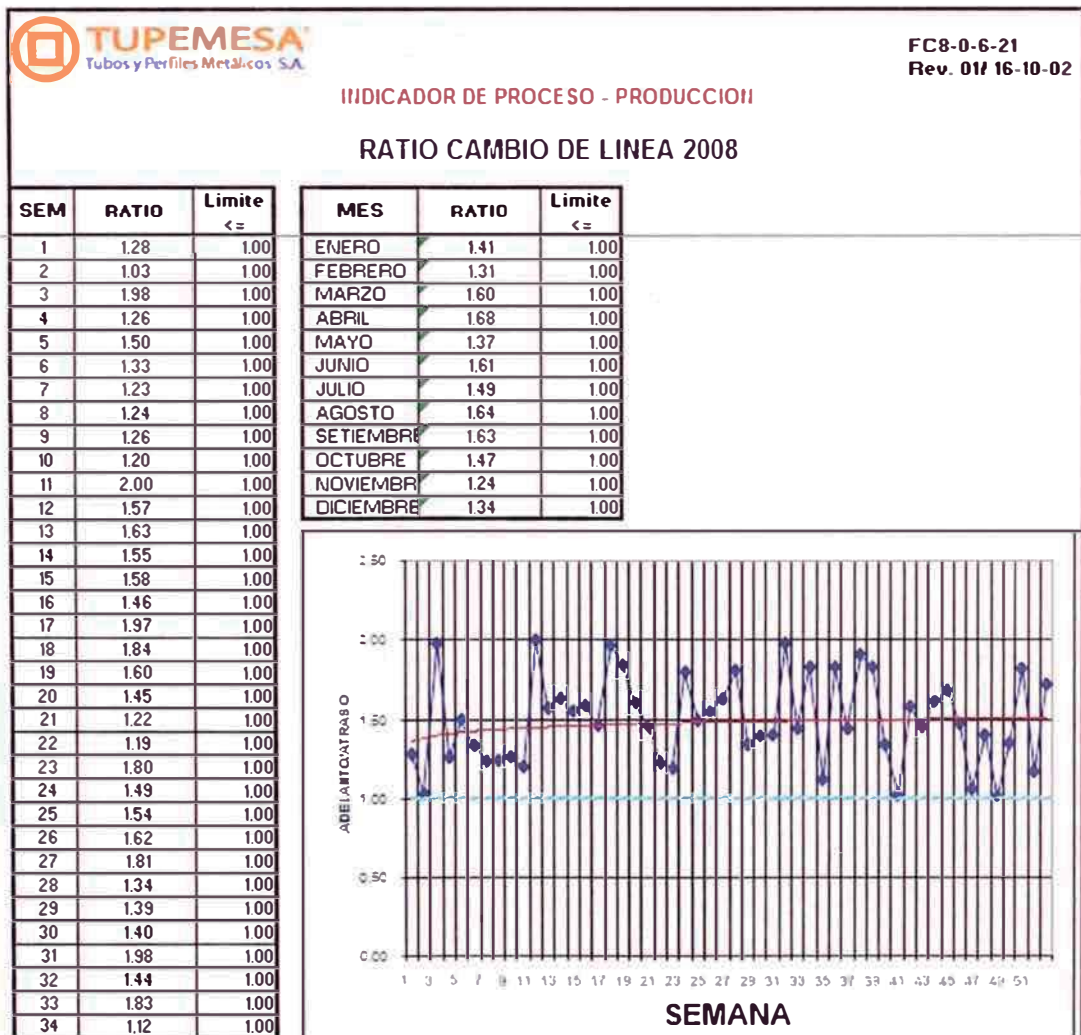 TUPEMESA
Tubos y Perfiles Metálicos S.A.
FC8-0-6-21
Rev. 01/ 16-10-02
INDICADOR DE PROCESO - PRODUCCION
RATIO CAMBIO DE LINEA 2008
SEM RATIO Limite <=
1 1.28 1.00
2 1.03 1.00
3 1.98 1.00
4 1.26 1.00
5 1.50 1.00
6 1.33 1.00
7 1.23 1.00
8 1.24 1.00
9 1.26 1.00
10 1.20 1.00
11 2.00 1.00
12 1.57 1.00
13 1.63 1.00
14 1.55 1.00
15 1.58 1.00
16 1.46 1.00
17 1.97 1.00
18 1.84 1.00
19 1.60 1.00
20 1.45 1.00
21 1.22 1.00
22 1.19 1.00
23 1.80 1.00
24 1.49 1.00
25 1.54 1.00
26 1.62 1.00
27 1.81 1.00
28 1.34 1.00
29 1.39 1.00
30 1.40 1.00
31 1.98 1.00
32 1.44 1.00
33 1.83 1.00
34 1.12 1.00
MES RATIO Limite <=
ENERO 1.41 1.00
FEBRERO 1.31 1.00
MARZO 1.60 1.00
ABRIL 1.68 1.00
MAYO 1.37 1.00
JUNIO 1.61 1.00
JULIO 1.49 1.00
AGOSTO 1.64 1.00
SETIEMBRE 1.63 1.00
OCTUBRE 1.47 1.00
NOVIEMBR 1.24 1.00
DICIEMBRE 1.34 1.00
ADELANTO/ATRASO
2.50
2.00
1.50
1.00
0.50
0.00
1 3 5 7 9 11 13 15 17 19 21 23 25 27 29 31 33 35 37 39 41 43 45 47 49 51
SEMANA